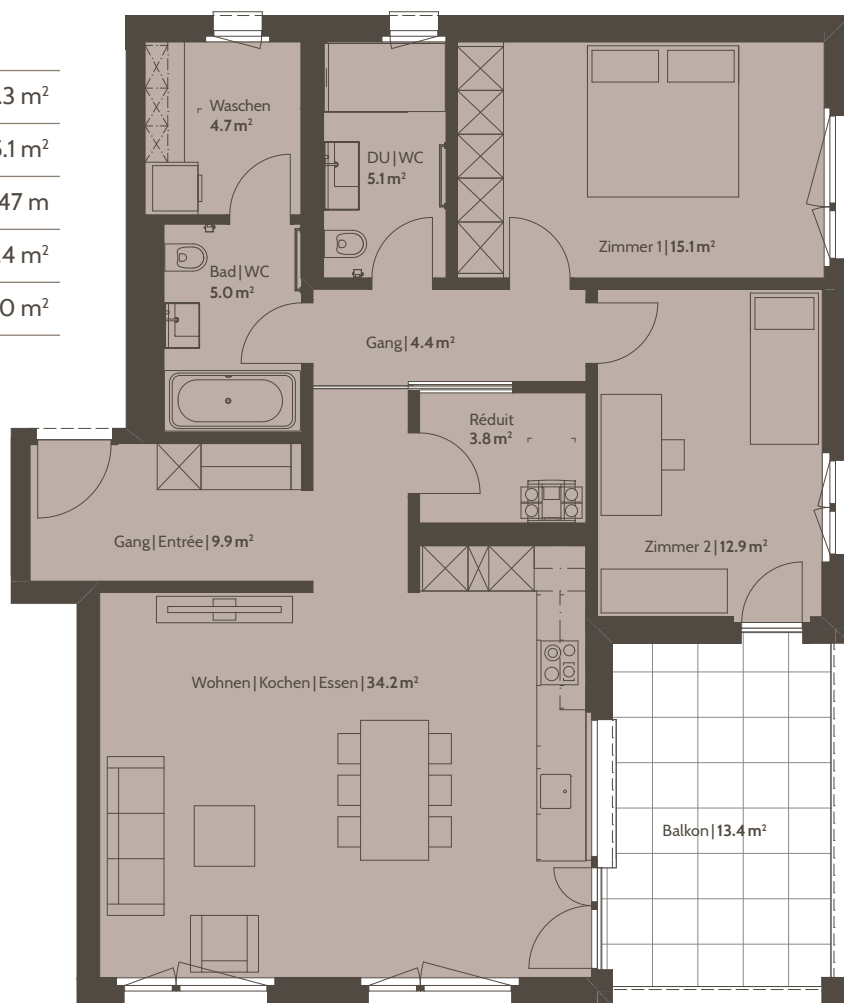 .3 m²
.1 m²
47 m
.4 m²
0 m²
Waschen
4.7 m²
DU|WC
5.1 m²
Zimmer 1|15.1 m²
Bad|WC
5.0 m²
Gang|4.4 m²
Réduit
3.8 m²
Gang|Entrée|9.9 m²
Zimmer 2|12.9 m²
Wohnen|Kochen|Essen|34.2 m²
Balkon|13.4 m²